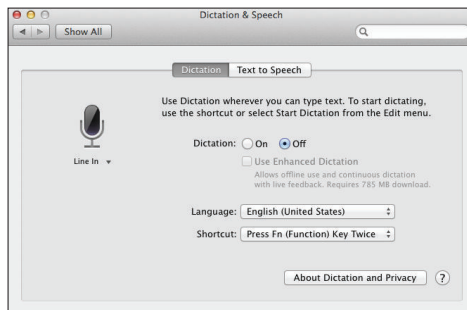 Dictation & Speech
Show All
Dictation Text to Speech
Use Dictation wherever you can type text. To start dictating,
use the shortcut or select Start Dictation from the Edit menu.
Line In
Dictation: On Off
Use Enhanced Dictation
Allows offline use and continuous dictation
with live feedback. Requires 785 MB download.
Language: English (United States)
Shortcut: Press Fn (Function) Key Twice
About Dictation and Privacy ?